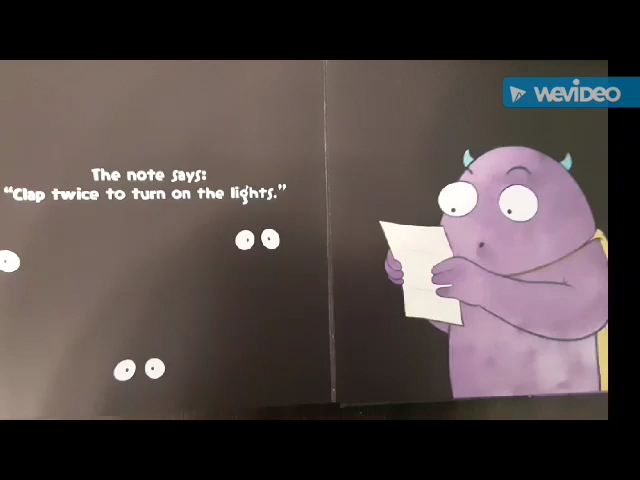 WEVIDEO
The note says:
“Clap twice to turn on the lights.”